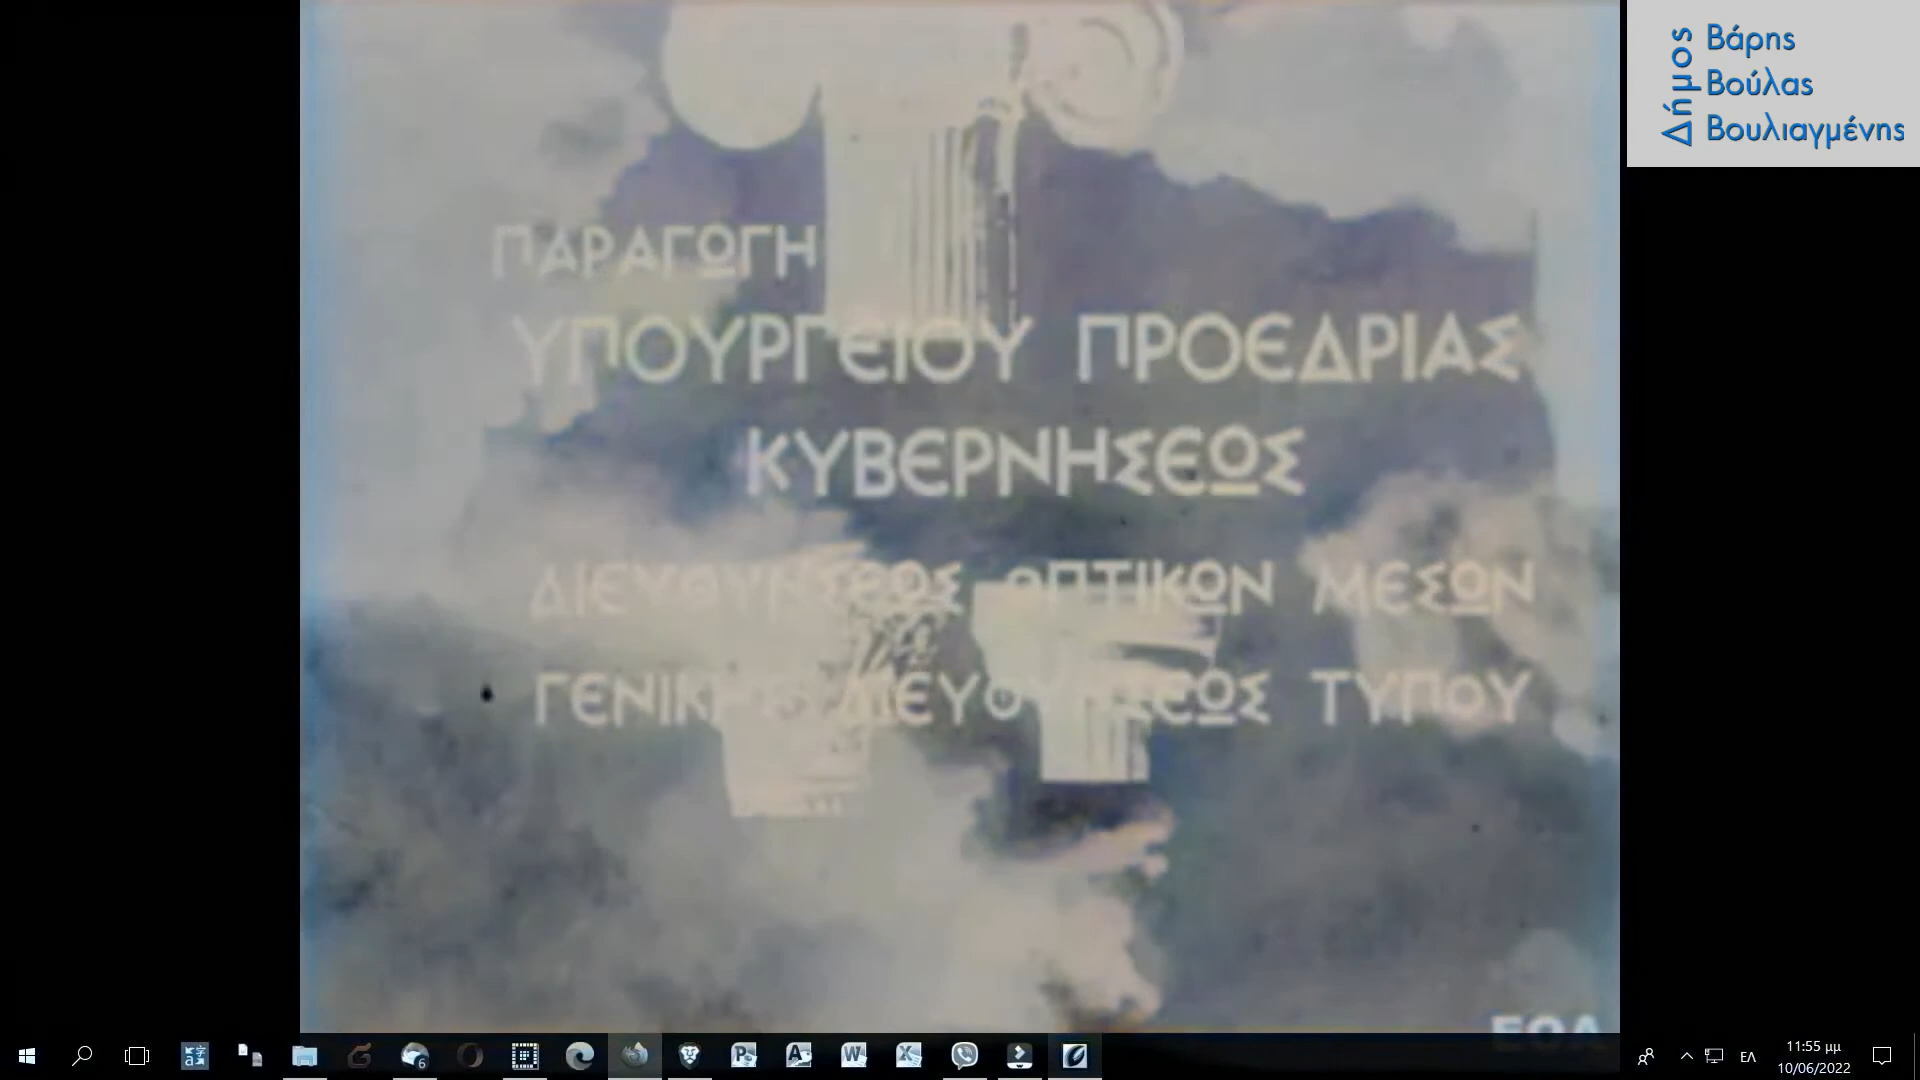 Δήμος
Βάρης
Βούλας
Βουλιαγμένης
ΠΑΡΑΓΩΓΗ
ΥΠΟΥΡΓΕΙΟΥ ΠΡΟΕΔΡΙΑΣ
ΚΥΒΕΡΝΗΣΕΩΣ
ΔΙΕΥΘΥΝΣΕΩΣ ΟΠΤΙΚΩΝ ΜΕΣΩΝ
ΓΕΝΙΚΗΣ ΔΙΕΥΘΥΝΣΕΩΣ ΤΥΠΟΥ
6
ΕΛ
11:55 μμ
10/06/2022